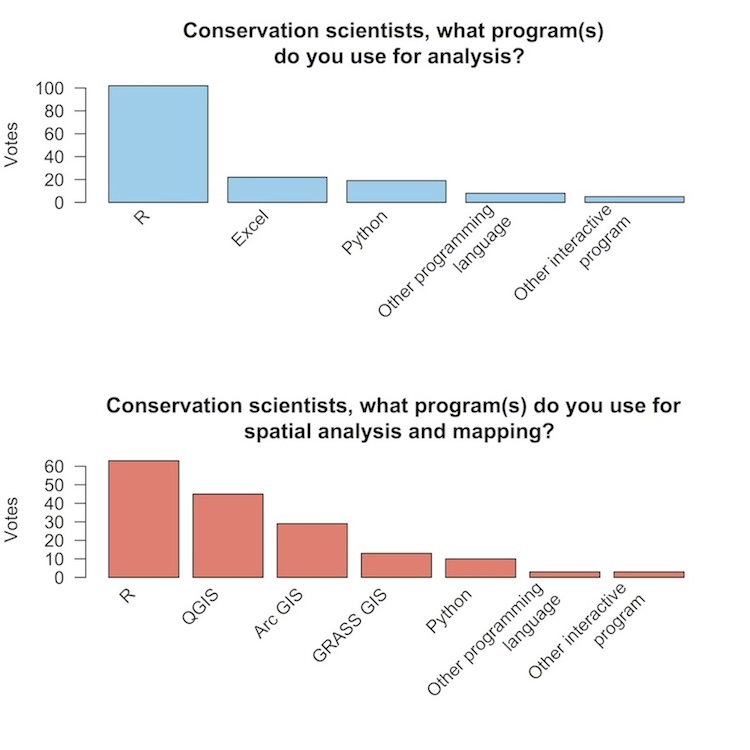 Conservation scientists, what program(s)
do you use for analysis?
Votes
100
80
60
40
20
0
R
Excel
Python
Other programming
language
Other interactive
program
Conservation scientists, what program(s) do you use for
spatial analysis and mapping?
Votes
60
50
40
30
20
10
0
R
QGIS
Arc GIS
GRASS GIS
Python
Other programming
language
Other interactive
program